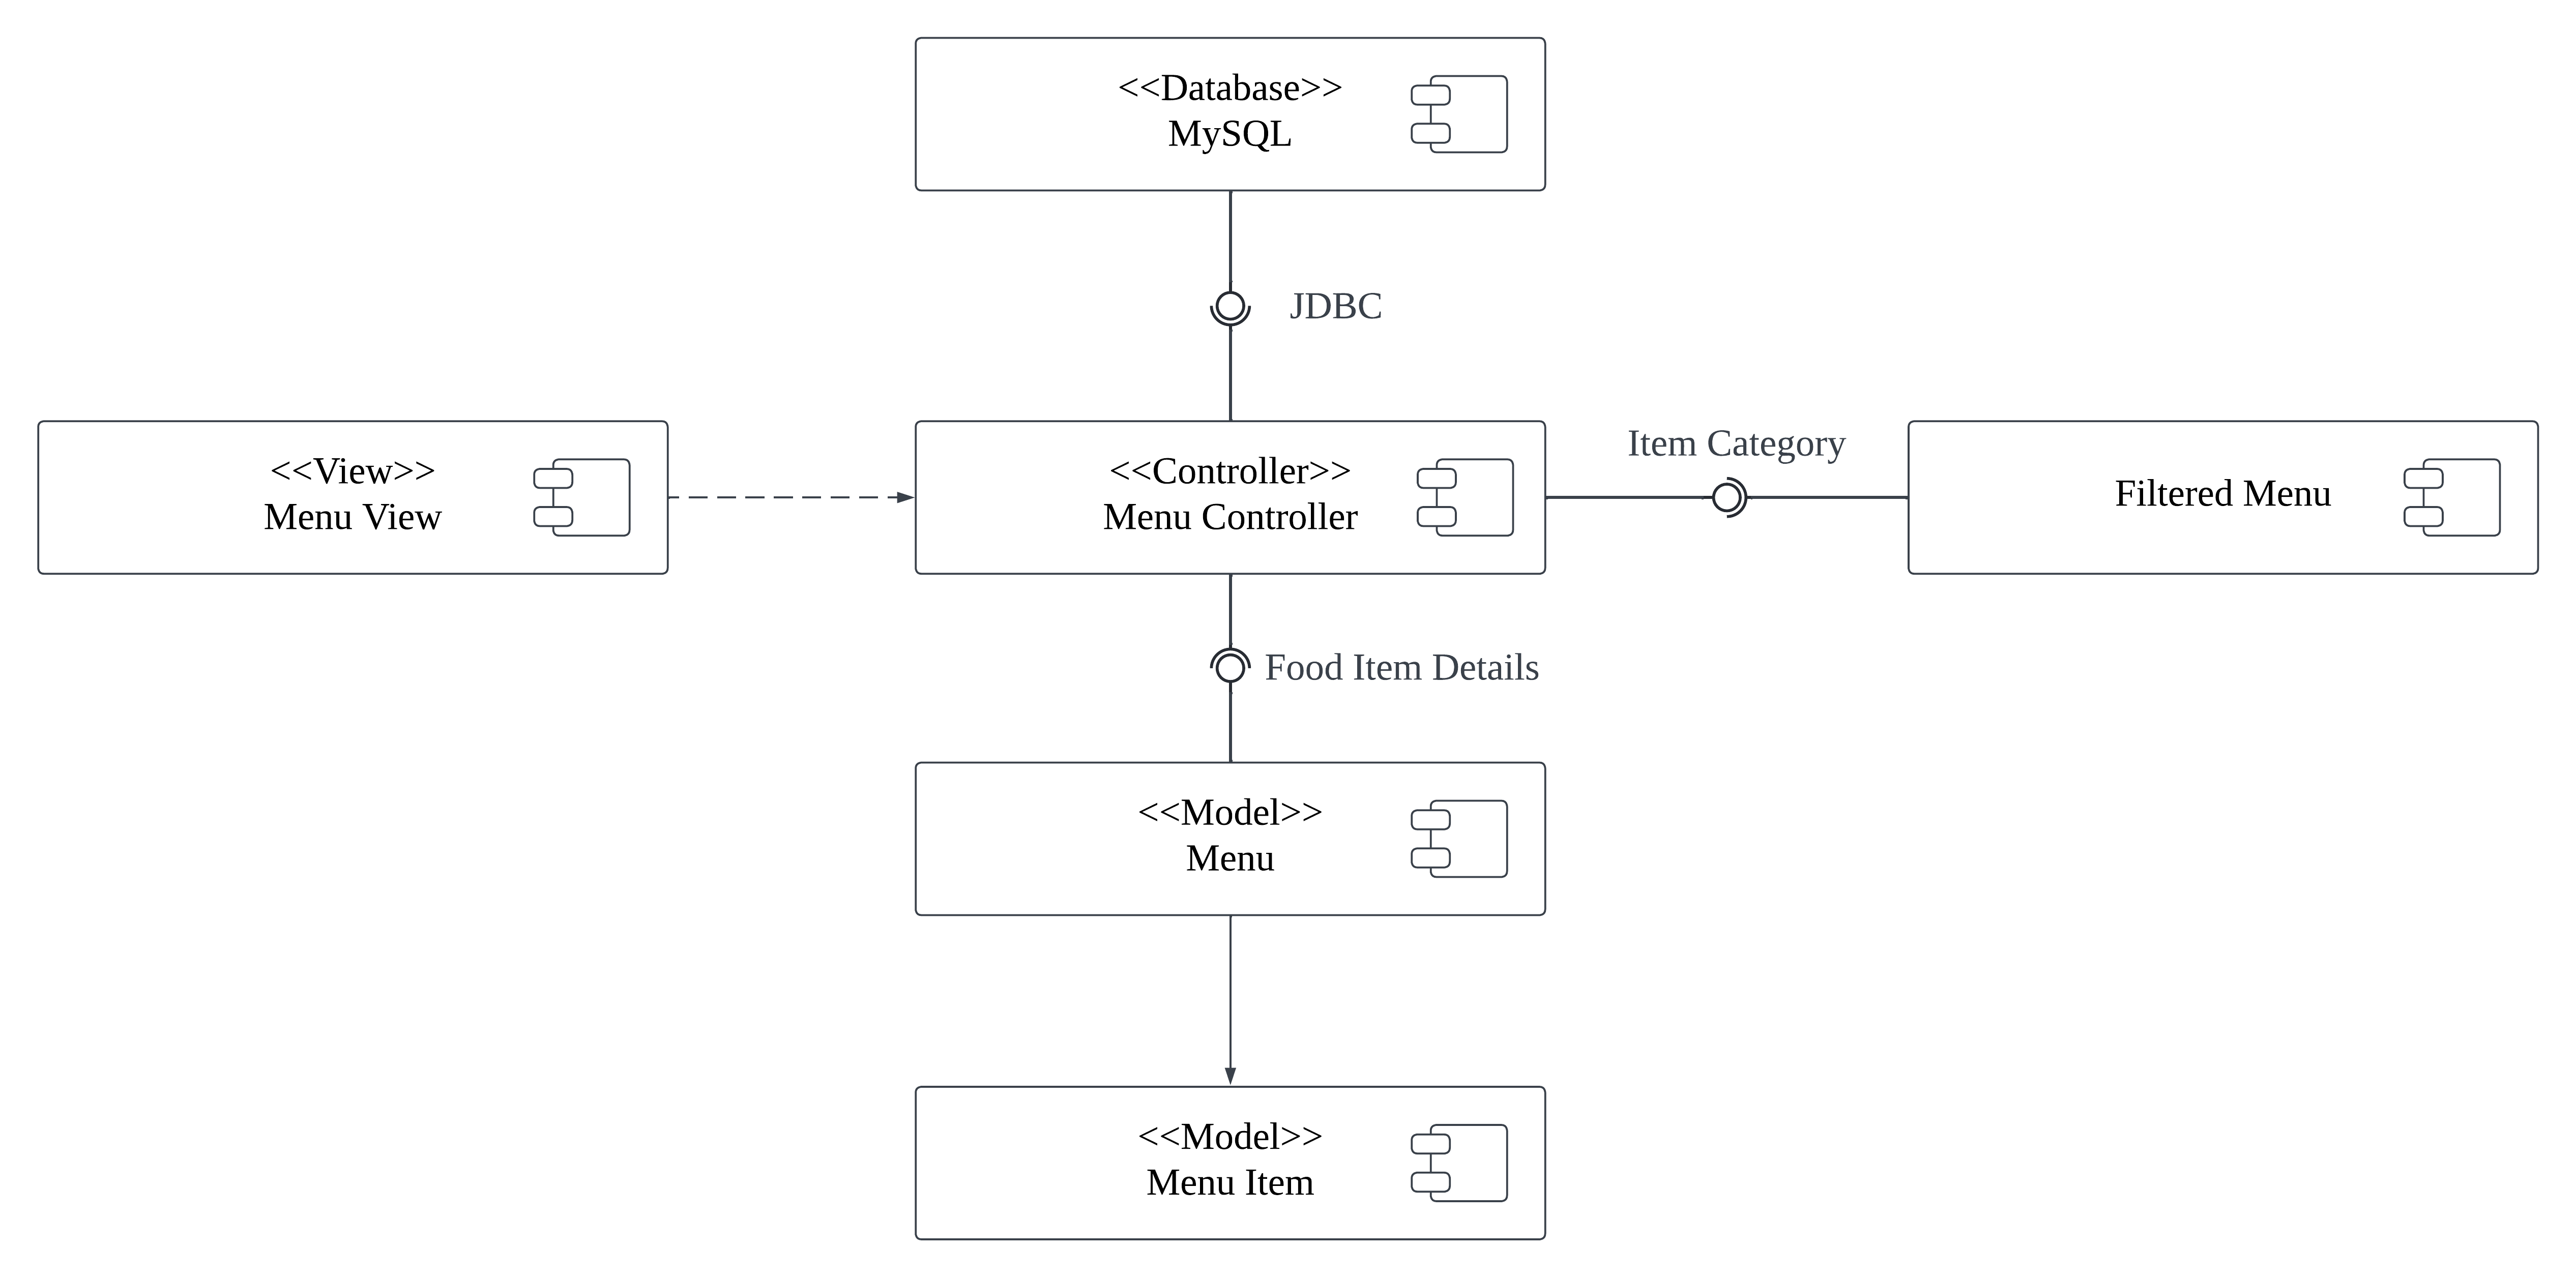 <<Database>>
MySQL
JDBC
<<View>>
Menu View
<<Controller>>
Menu Controller
Item Category
Filtered Menu
Food Item Details
<<Model>>
Menu
<<Model>>
Menu Item